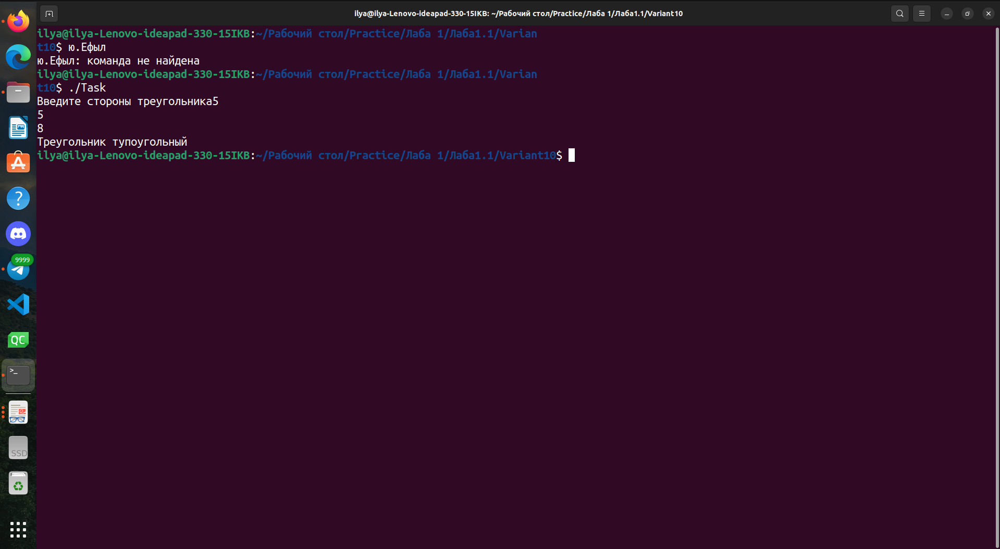 ilya@ilya-Lenovo-ideapad-330-15IKB: ~/Рабочий стол/Practice/Лаба 1/Лаба1.1/Variant10
ilya@ilya-Lenovo-ideapad-330-15IKB:~/Рабочий стол/Practice/Лаба 1/Лаба1.1/Varian
t10$ ю.Ефыл
ю.Ефыл: команда не найдена
ilya@ilya-Lenovo-ideapad-330-15IKB:~/Рабочий стол/Practice/Лаба 1/Лаба1.1/Varian
t10$ ./Task
Введите стороны треугольника5
5
8
Треугольник тупоугольный
ilya@ilya-Lenovo-ideapad-330-15IKB:~/Рабочий стол/Practice/Лаба 1/Лаба1.1/Variant10$
9999
QC
>_
SSD